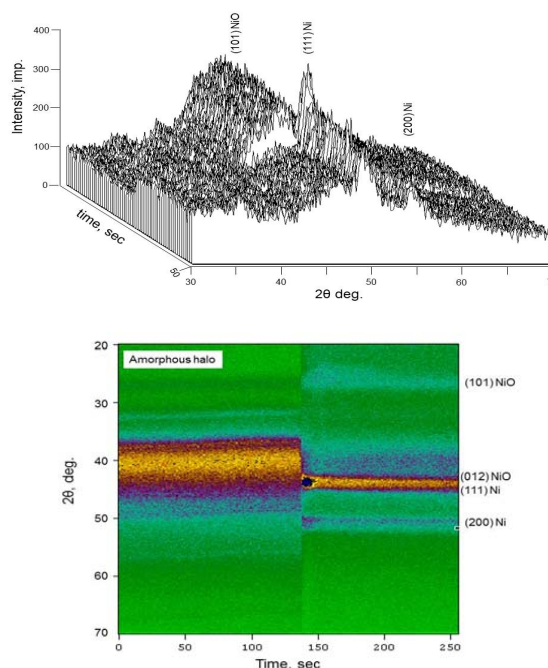 (101) NiO
(111) Ni
(200) Ni
400
300
200
100
0
Intensity, imp.
time, sec
50
30
40
50
60
2θ deg.
Amorphous halo
20
30
40
50
60
70
2θ, deg.
(101) NiO
(012) NiO
(111) Ni
(200) Ni
0
50
100
150
200
250
Time, sec